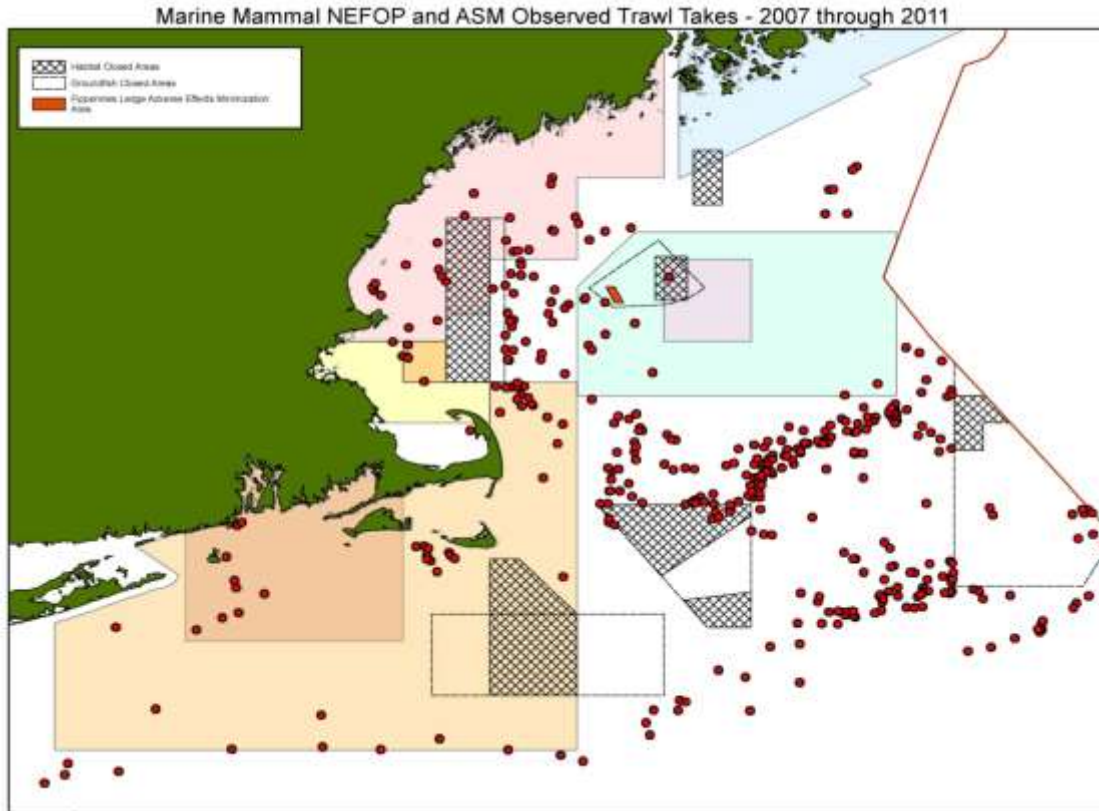 Marine Mammal NEFOP and ASM Observed Trawl Takes - 2007 through 2011
Habitat Closed Areas
Groundfish Closed Areas
Fippennies Ledge Adverse Effects Minimization
Area